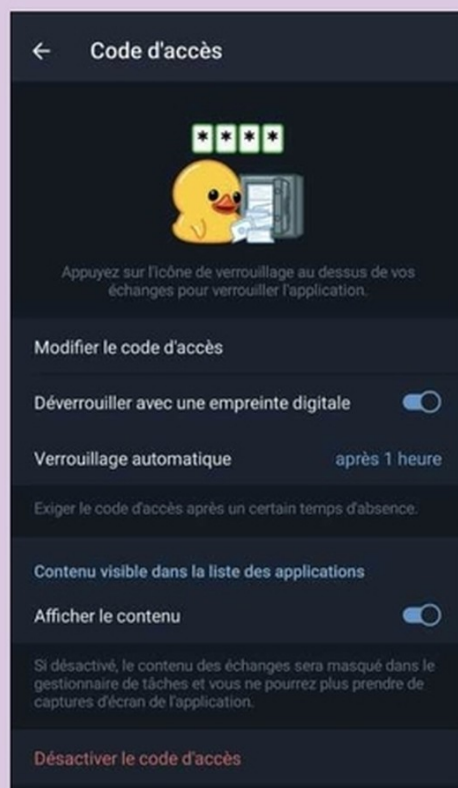 Code d'accès
* * * *
Appuyez sur l'icône de verrouillage au dessus de vos
échanges pour verrouiller l'application.
Modifier le code d'accès
Déverrouiller avec une empreinte digitale
Verrouillage automatique après 1 heure
Exiger le code d'accès après un certain temps d'absence.
Contenu visible dans la liste des applications
Afficher le contenu
Si désactivé, le contenu des échanges sera masqué dans le
gestionnaire de tâches et vous ne pourrez plus prendre de
captures d'écran de l'application.
Désactiver le code d'accès